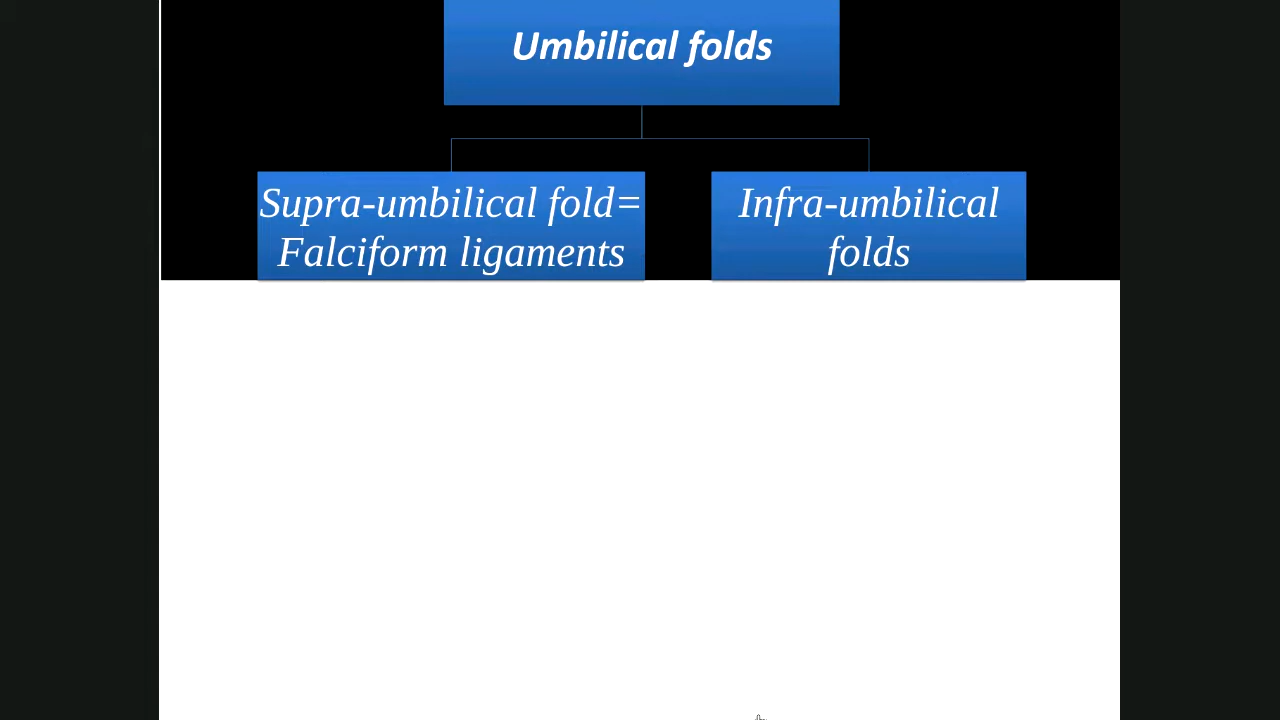 Umbilical folds
Supra-umbilical fold=
Falciform ligaments
Infra-umbilical
folds